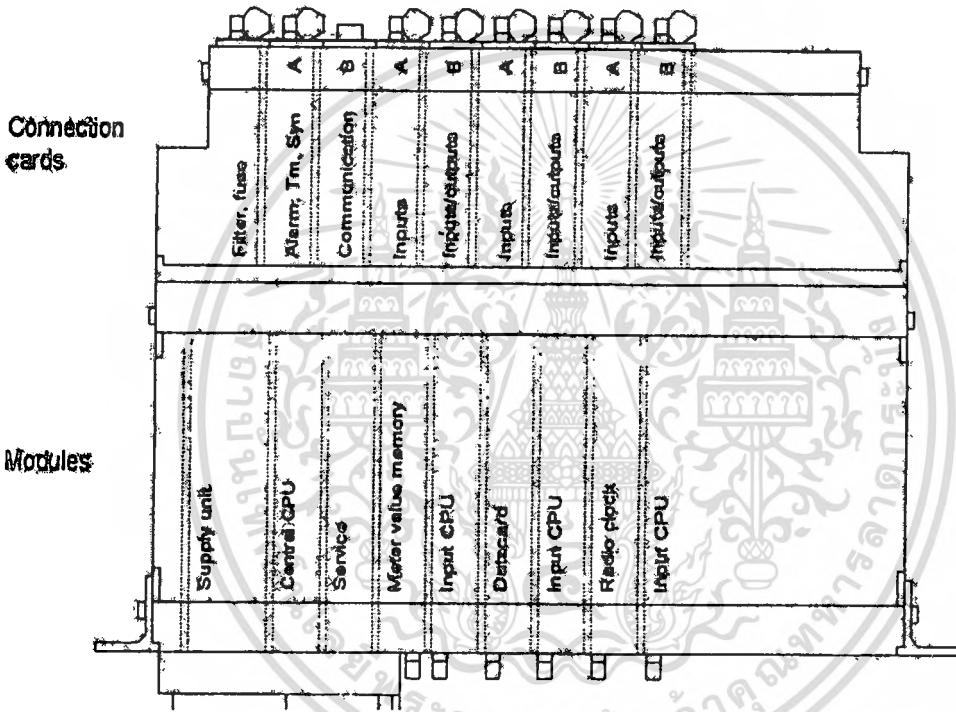 Connection
cards
A
B
A
B
A
B
A
B
Filter, fuse
Alarm, Tm, Syn
Communication
Inputs
Inputs/outputs
Inputs
Inputs/outputs
Inputs
Inputs/outputs
Modules
Supply unit
Central CPU
Service
Meter value memory
Input CPU
Datacard
Input CPU
Radio clock
Input CPU